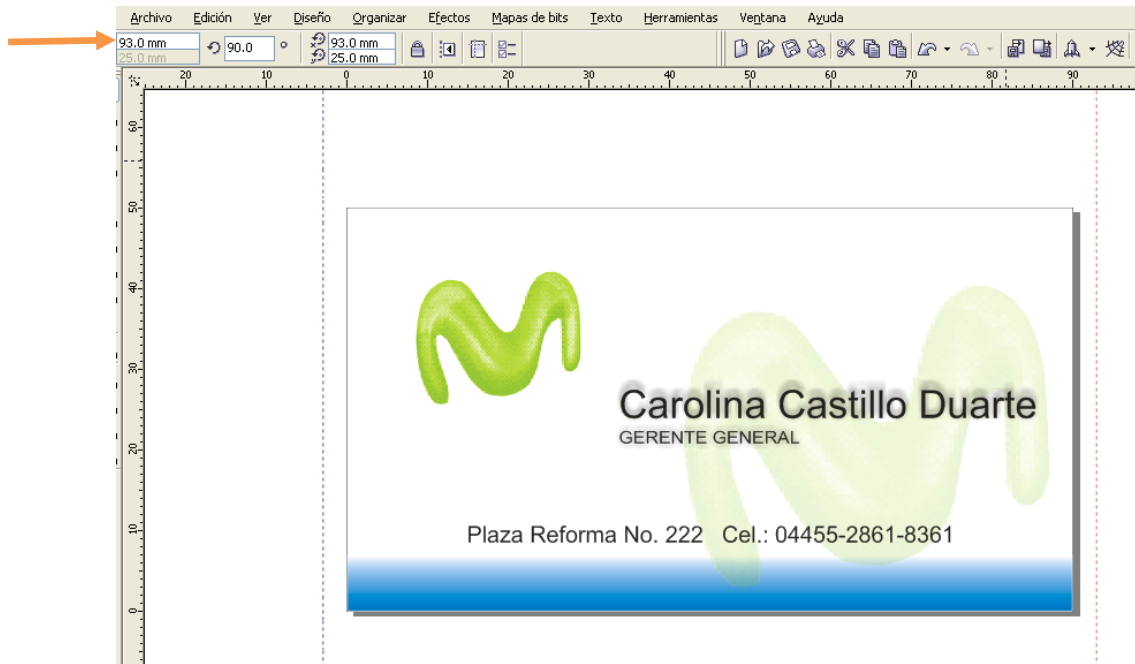 Archivo Edición Ver Diseño Organizar Efectos Mapas de bits Texto Herramientas Ventana Ayuda
93.0 mm 90.0 ° x: 93.0 mm
25.0 mm y: 25.0 mm
20 10 0 10 20 30 40 50 60 70 80 90
60
50
40
30
20
10
0
Carolina Castillo Duarte
GERENTE GENERAL
Plaza Reforma No. 222 Cel.: 04455-2861-8361